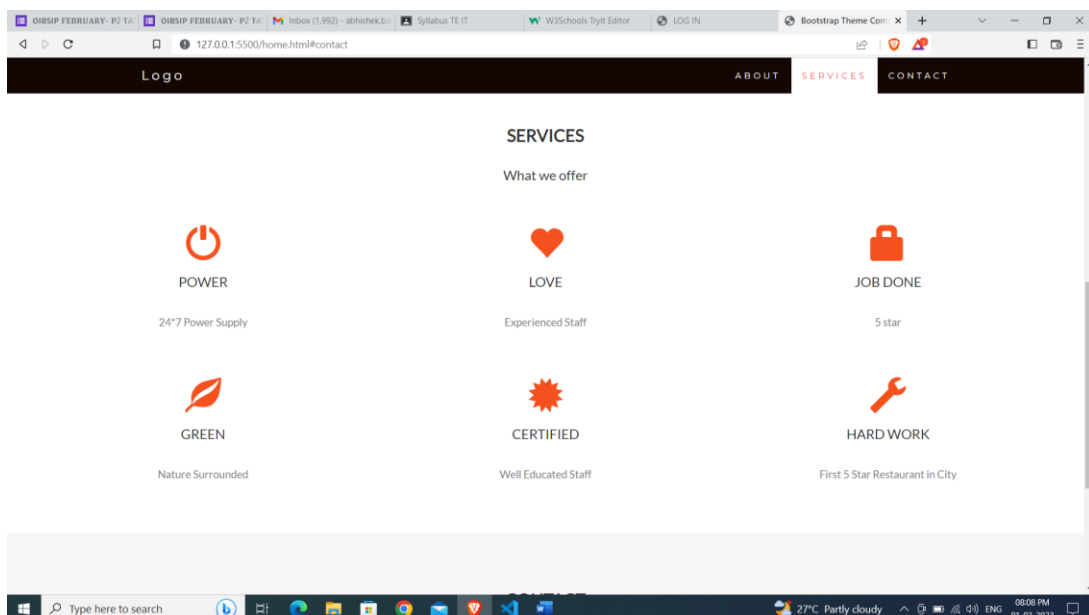 OIBSIP FEBRUARY- P2 TA
OIBSIP FEBRUARY- P2 TA
Inbox (1,992) - abhishek.bo
Syllabus TE IT
W3Schools Tryit Editor
LOG IN
Bootstrap Theme Com
127.0.0.1:5500/home.html#contact
Logo
ABOUT
SERVICES
CONTACT
SERVICES
What we offer
POWER
LOVE
JOB DONE
24*7 Power Supply
Experienced Staff
5 star
GREEN
CERTIFIED
HARD WORK
Nature Surrounded
Well Educated Staff
First 5 Star Restaurant in City
Type here to search
27°C Partly cloudy
ENG
08:08 PM